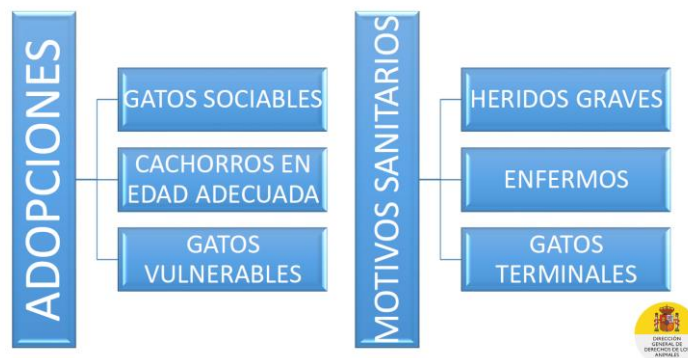 ADOPCIONES
GATOS SOCIABLES
CACHORROS EN
EDAD ADECUADA
GATOS
VULNERABLES
MOTIVOS SANITARIOS
HERIDOS GRAVES
ENFERMOS
GATOS
TERMINALES
DIRECCIÓN
GENERAL DE
DERECHOS DE LOS
ANIMALES